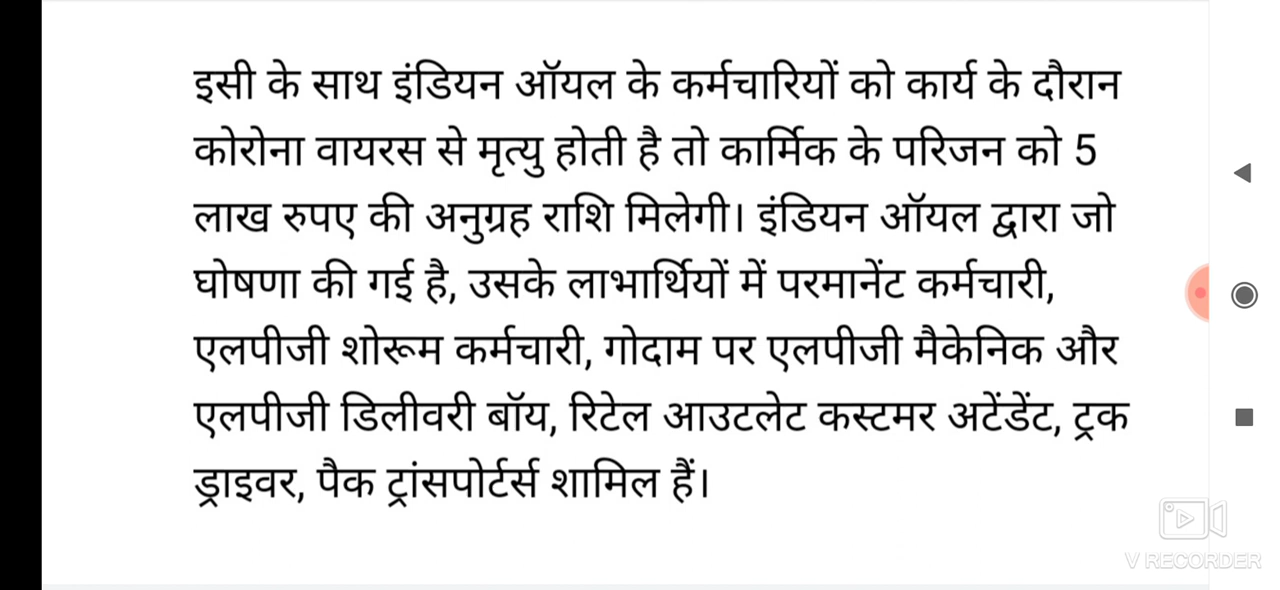 इसी के साथ इंडियन ऑयल के कर्मचारियों को कार्य के दौरान
कोरोना वायरस से मृत्यु होती है तो कार्मिक के परिजन को 5
लाख रुपए की अनुग्रह राशि मिलेगी। इंडियन ऑयल द्वारा जो
घोषणा की गई है, उसके लाभार्थियों में परमानेंट कर्मचारी,
एलपीजी शोरूम कर्मचारी, गोदाम पर एलपीजी मैकेनिक और
एलपीजी डिलीवरी बॉय, रिटेल आउटलेट कस्टमर अटेंडेंट, ट्रक
ड्राइवर, पैक ट्रांसपोर्टर्स शामिल हैं।
V RECORDER